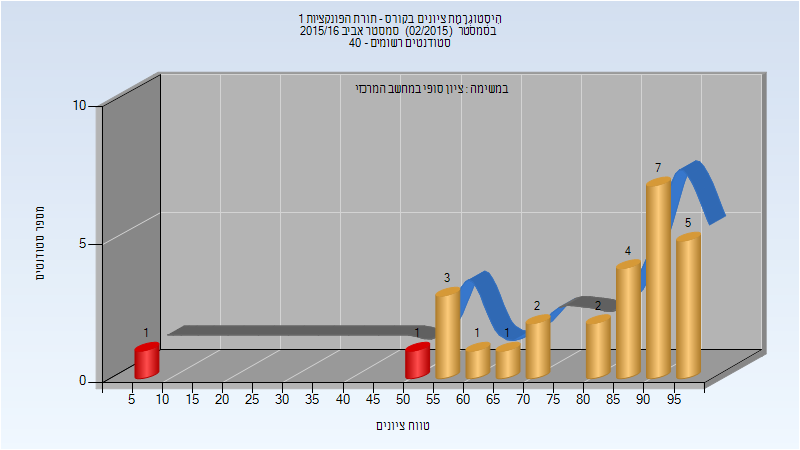 היסטוגרמת ציונים בקורס - תורת הפונקציות 1
בסמסטר (02/2015) סמסטר אביב 2015/16
סטודנטים רשומים - 40
במשימה : ציון סופי במחשב המרכזי
מספר סטודנטים
10
5
0
1
1
3
1
1
2
2
4
7
5
5 10 15 20 25 30 35 40 45 50 55 60 65 70 75 80 85 90 95
טווח ציונים